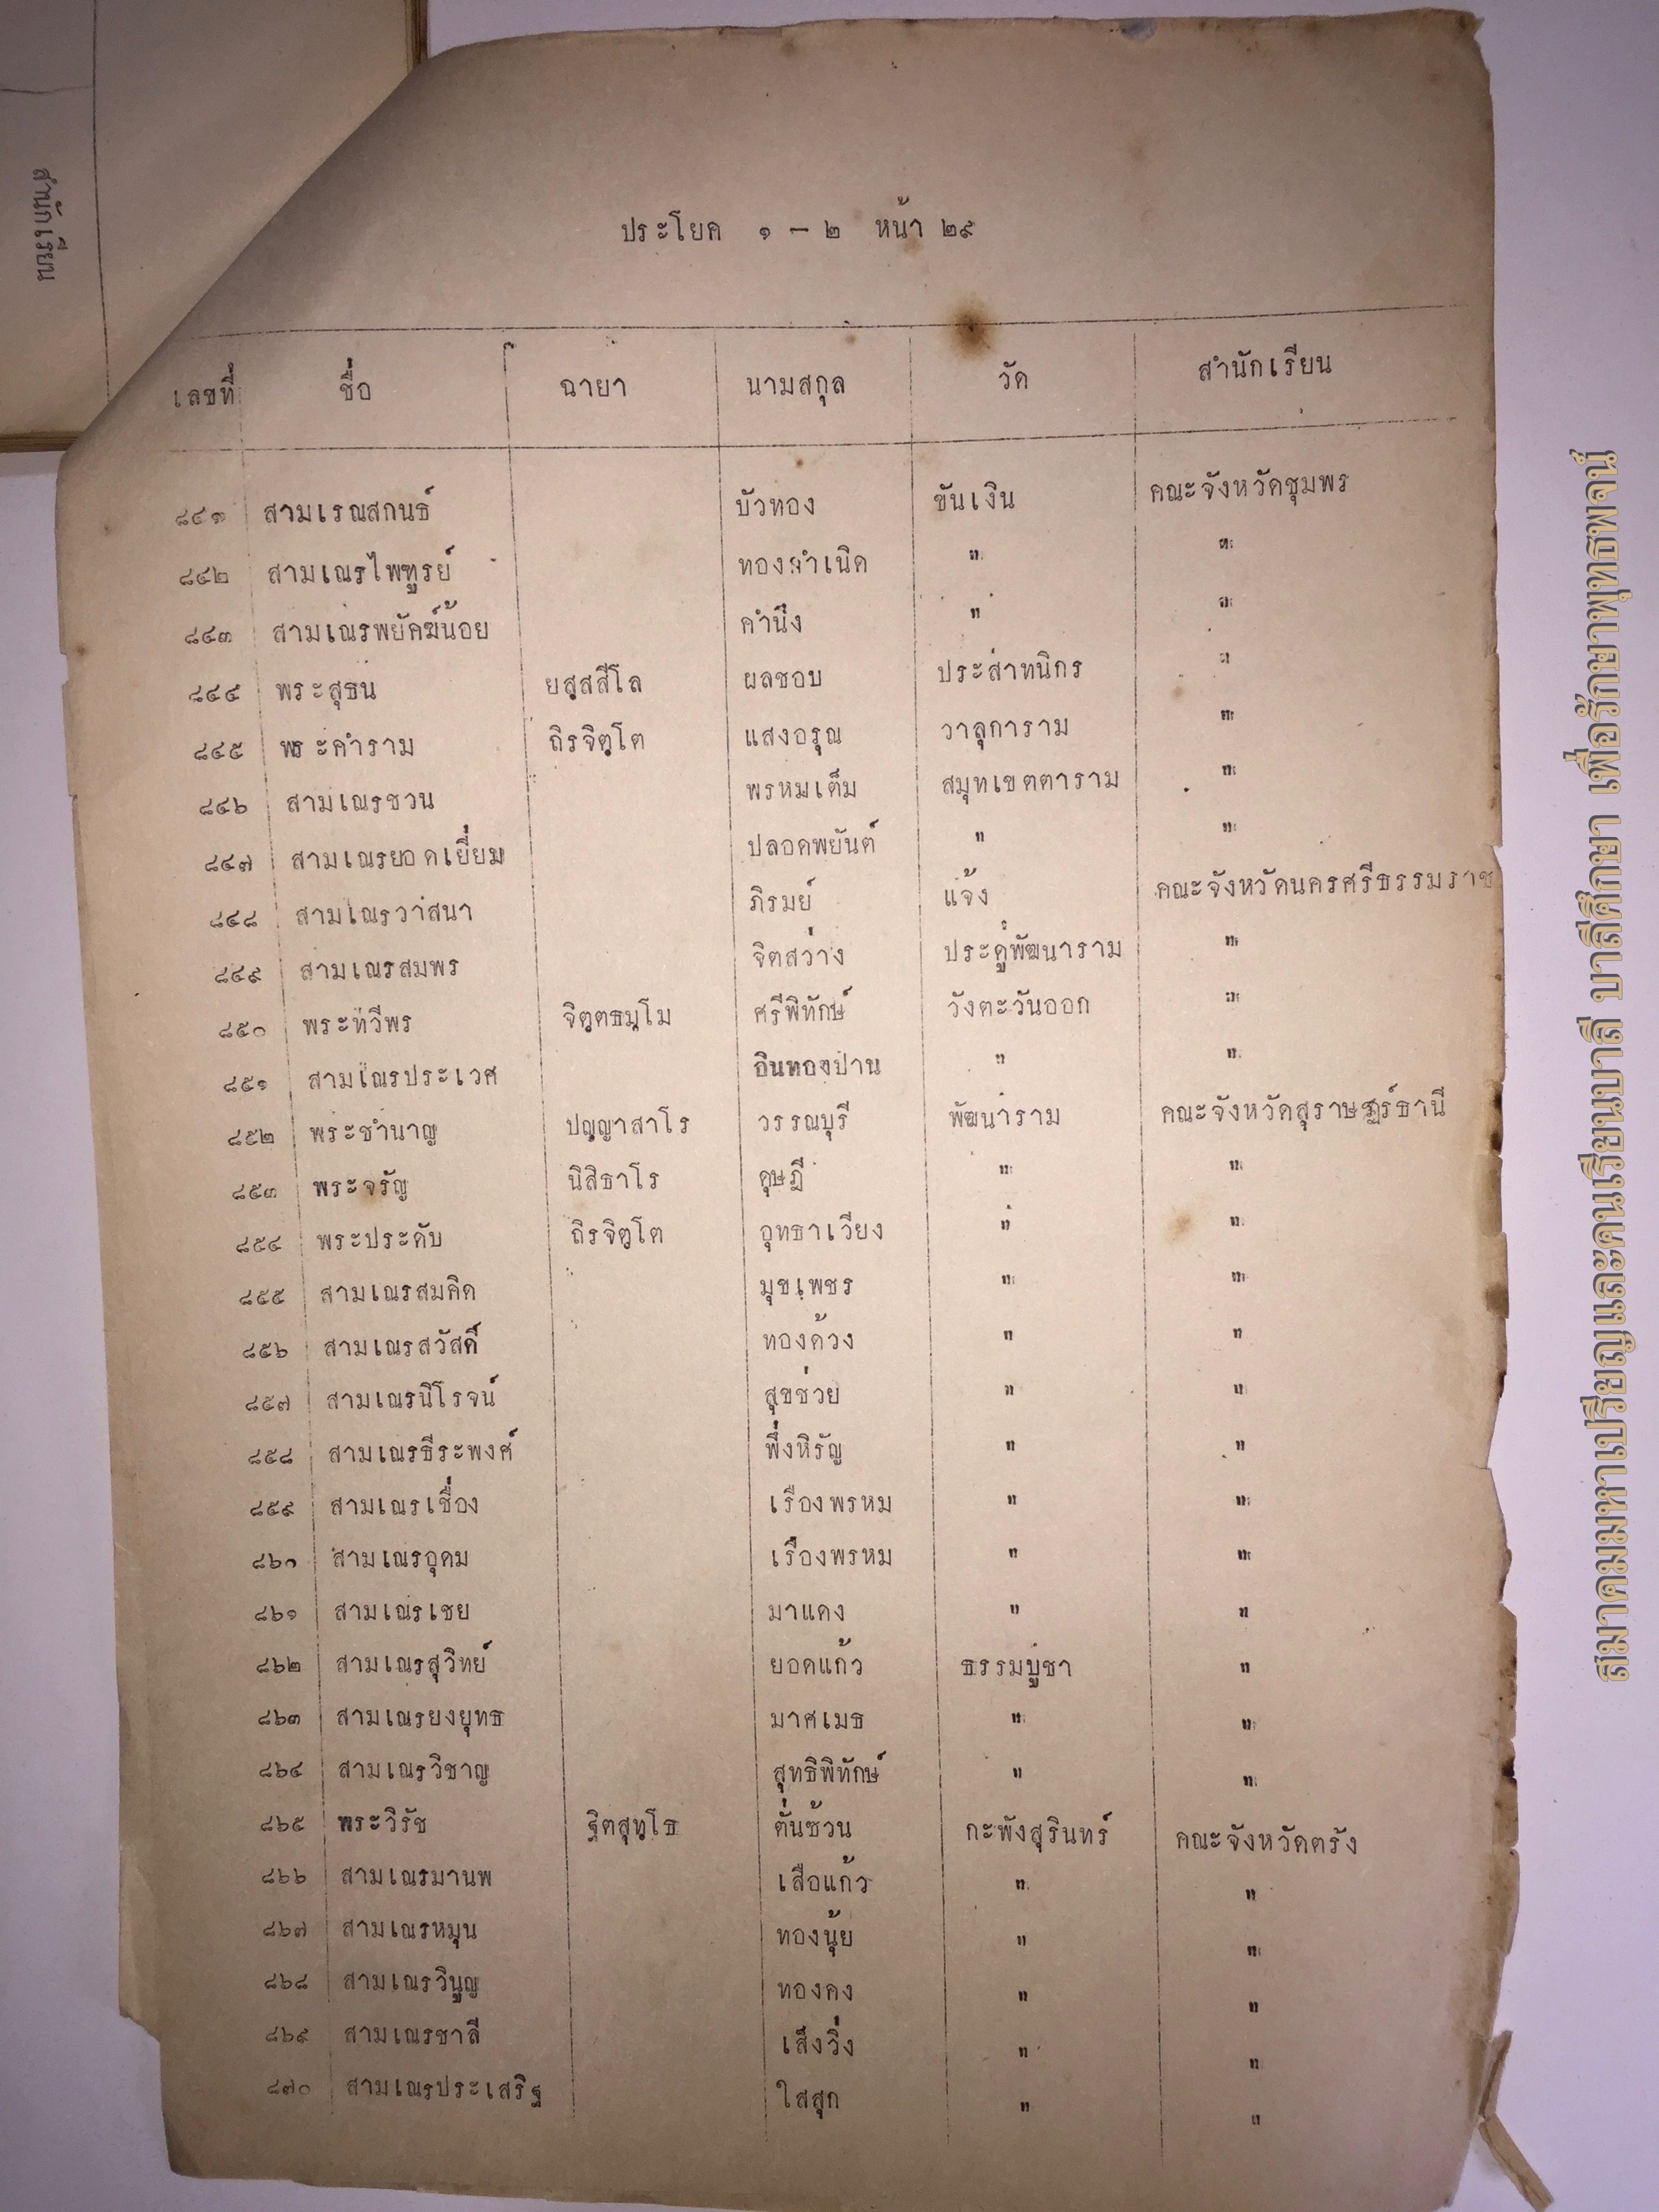 ประโยค ๑ – ๒ หน้า ๒๙
เลขที่ ชื่อ ฉายา นามสกุล วัด สำนักเรียน
๘๔๑ สามเรณสกนธ์ บัวทอง ขันเงิน คณะจังหวัดชุมพร
๘๔๒ สามเณรไพฑูรย์ ทองกำเนิด " "
๘๔๓ สามเณรพยัคฆ์น้อย คำนึง " "
๘๔๔ พระสุธน ยสฺสสีโล ผลชอบ ประสาทนิกร "
๘๔๕ พระคำราม ถิรจิตฺโต แสงอรุณ วาลุการาม "
๘๔๖ สามเณรชวน พรหมเต็ม สมุทเขตตาราม "
๘๔๗ สามเณรยอดเยี่ยม ปลอดพยันต์ " "
๘๔๘ สามเณรวาสนา ภิรมย์ แจ้ง คณะจังหวัดนครศรีธรรมราช
๘๔๙ สามเณรสมพร จิตสว่าง ประดู่พัฒนาราม "
๘๕๐ พระทวีพร จิตฺตธมฺโม ศรีพิทักษ์ วังตะวันออก "
๘๕๑ สามเณรประเวศ อินทองปาน " "
๘๕๒ พระชำนาญ ปญฺญาสาโร วรรณบุรี พัฒนาราม คณะจังหวัดสุราษฎร์ธานี
๘๕๓ พระจรัญ นิสิธาโร ดุษฎี " "
๘๕๔ พระประดับ ถิรจิตฺโต อุทธาเวียง " "
๘๕๕ สามเณรสมคิด มุขเพชร " "
๘๕๖ สามเณรสวัสดิ์ ทองด้วง " "
๘๕๗ สามเณรนิโรจน์ สุขช่วย " "
๘๕๘ สามเณรธีระพงศ์ พึ่งหิรัญ " "
๘๕๙ สามเณรเชื่อง เรืองพรหม " "
๘๖๐ สามเณรอุดม เรืองพรหม " "
๘๖๑ สามเณรเชย มาแดง " "
๘๖๒ สามเณรสุวิทย์ ยอดแก้ว ธรรมบูชา "
๘๖๓ สามเณรยงยุทธ มาศเมธ " "
๘๖๔ สามเณรวิชาญ สุทธิพิทักษ์ " "
๘๖๕ พระวิรัช ฐิตสุทฺโธ ตั่นซ้วน กะพังสุรินทร์ คณะจังหวัดตรัง
๘๖๖ สามเณรมานพ เสือแก้ว " "
๘๖๗ สามเณรหมุน ทองนุ้ย " "
๘๖๘ สามเณรวินูญ ทองคง " "
๘๖๙ สามเณรชาลี เส็งวิ่ง " "
๘๗๐ สามเณรประเสริฐ ใสสุก " "
สำนักเรียน
สมาคมมหาเปรียญและคนเรียนบาลี บาลีศึกษา เพื่อรักษาพุทธพจน์